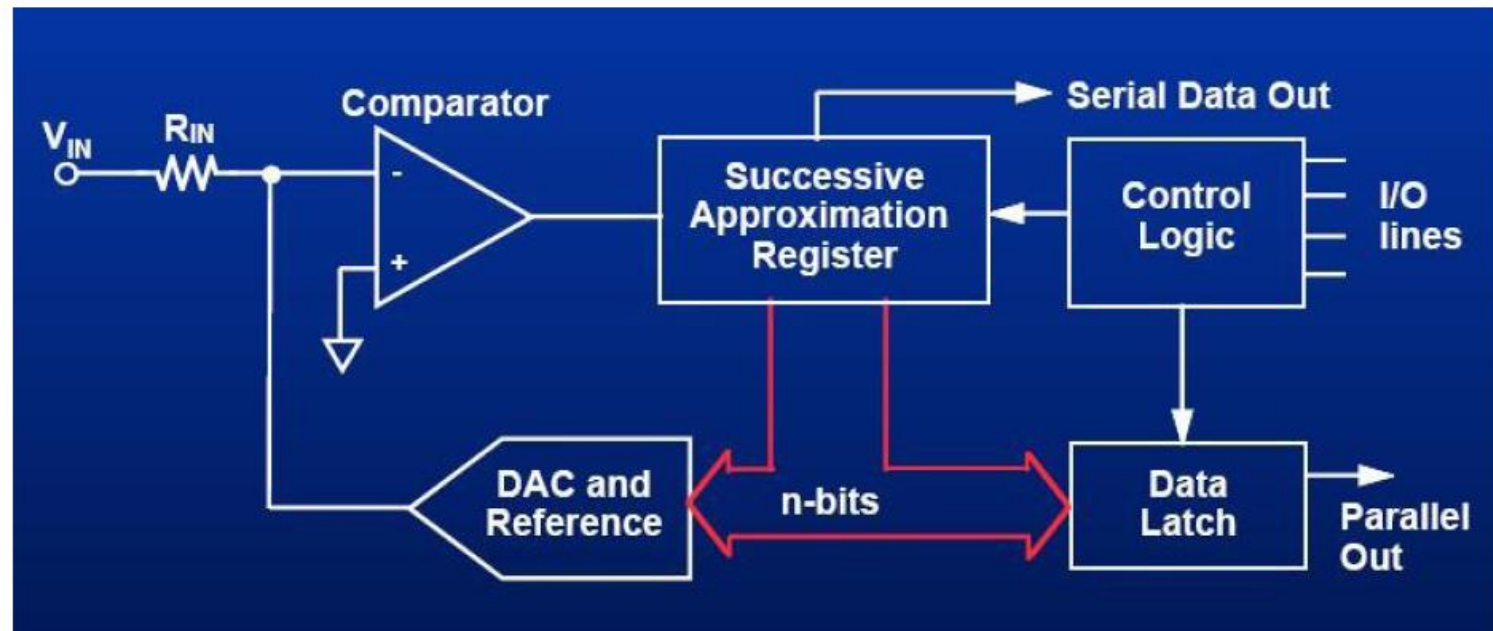 Comparator
Serial Data Out
VIN
RIN
-
+
Successive
Approximation
Register
Control
Logic
I/O
lines
DAC and
Reference
n-bits
Data
Latch
Parallel
Out